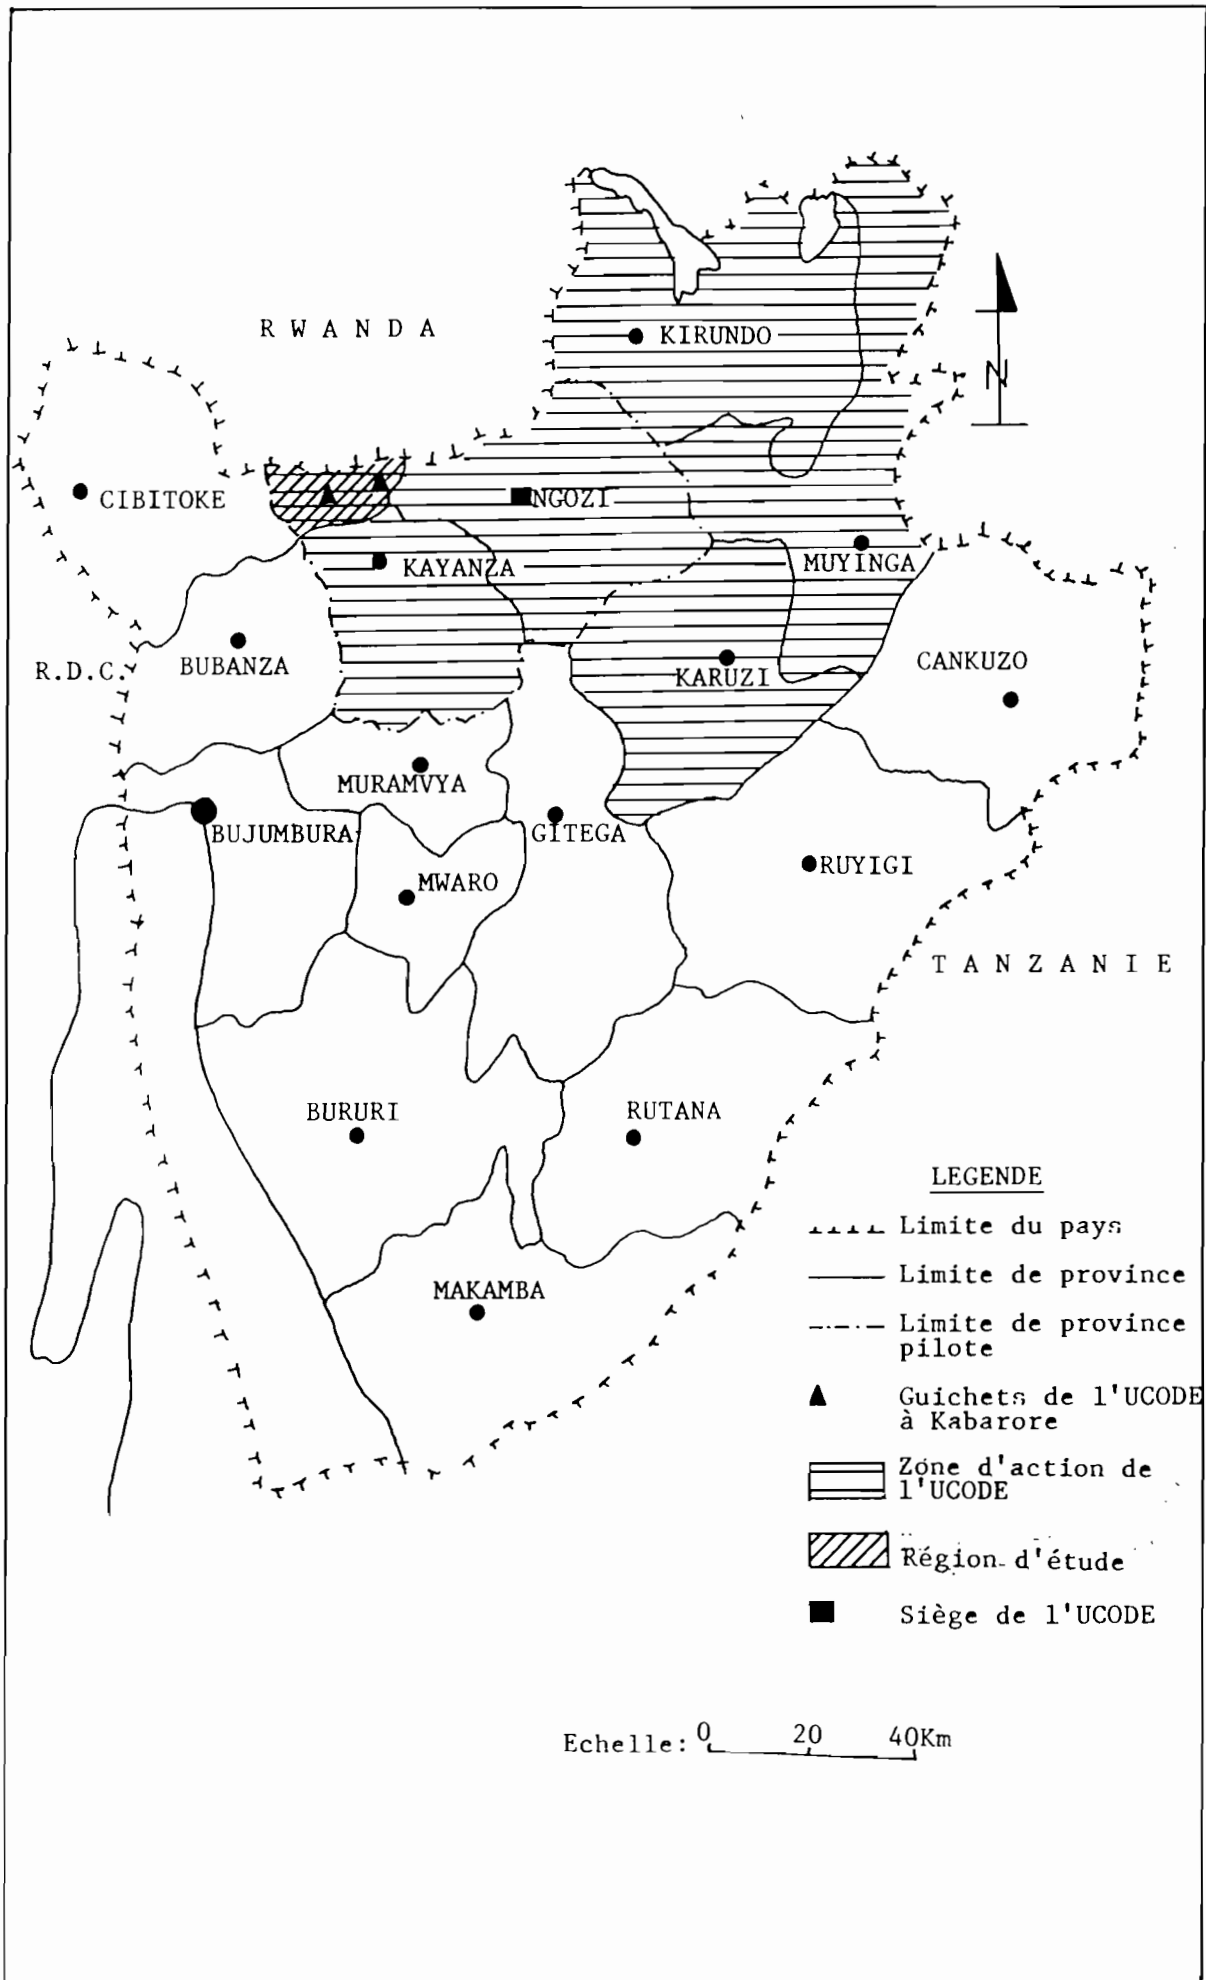 RWANDA
KIRUNDO
N
CIBITOKE
NGOZI
KAYANZA
MUYINGA
R.D.C.
BUBANZA
KARUZI
CANKUZO
MURAMVYA
BUJUMBURA
GITEGA
MWARO
RUYIGI
TANZANIE
BURURI
RUTANA
MAKAMBA
LEGENDE
Limite du pays
Limite de province
Limite de province
pilote
Guichets de l'UCODE
à Kabarore
Zone d'action de
l'UCODE
Région d'étude
Siège de l'UCODE
Echelle: 0 20 40Km